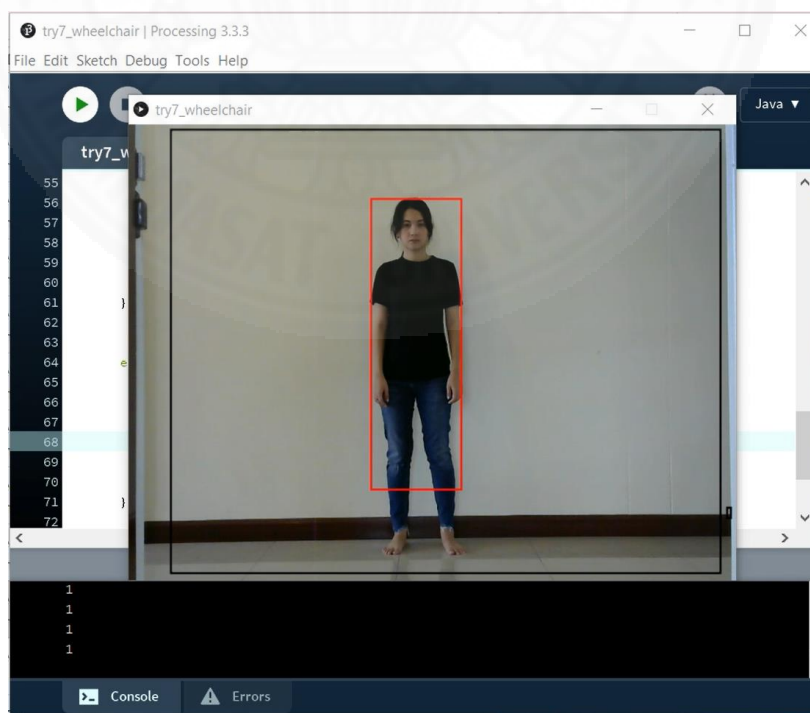 try7_wheelchair | Processing 3.3.3
File Edit Sketch Debug Tools Help
try7_wheelchair
Java ▼
try7_w
55
56
57
58
59
60
61 }
62
63
64 e
65
66
67
68
69
70
71 }
72
1
1
1
1
Console
Errors